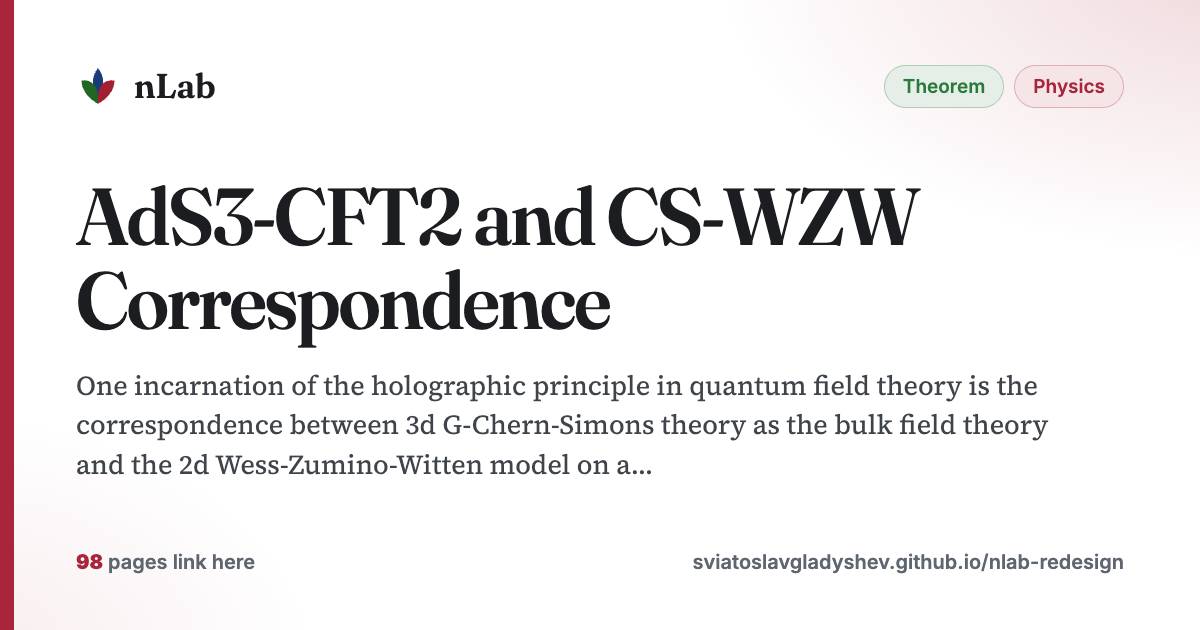 nLab
Theorem
Physics
AdS3-CFT2 and CS-WZW
Correspondence
One incarnation of the holographic principle in quantum field theory is the
correspondence between 3d G-Chern-Simons theory as the bulk field theory
and the 2d Wess-Zumino-Witten model on a...
98 pages link here
sviatoslavgladyshev.github.io/nlab-redesign